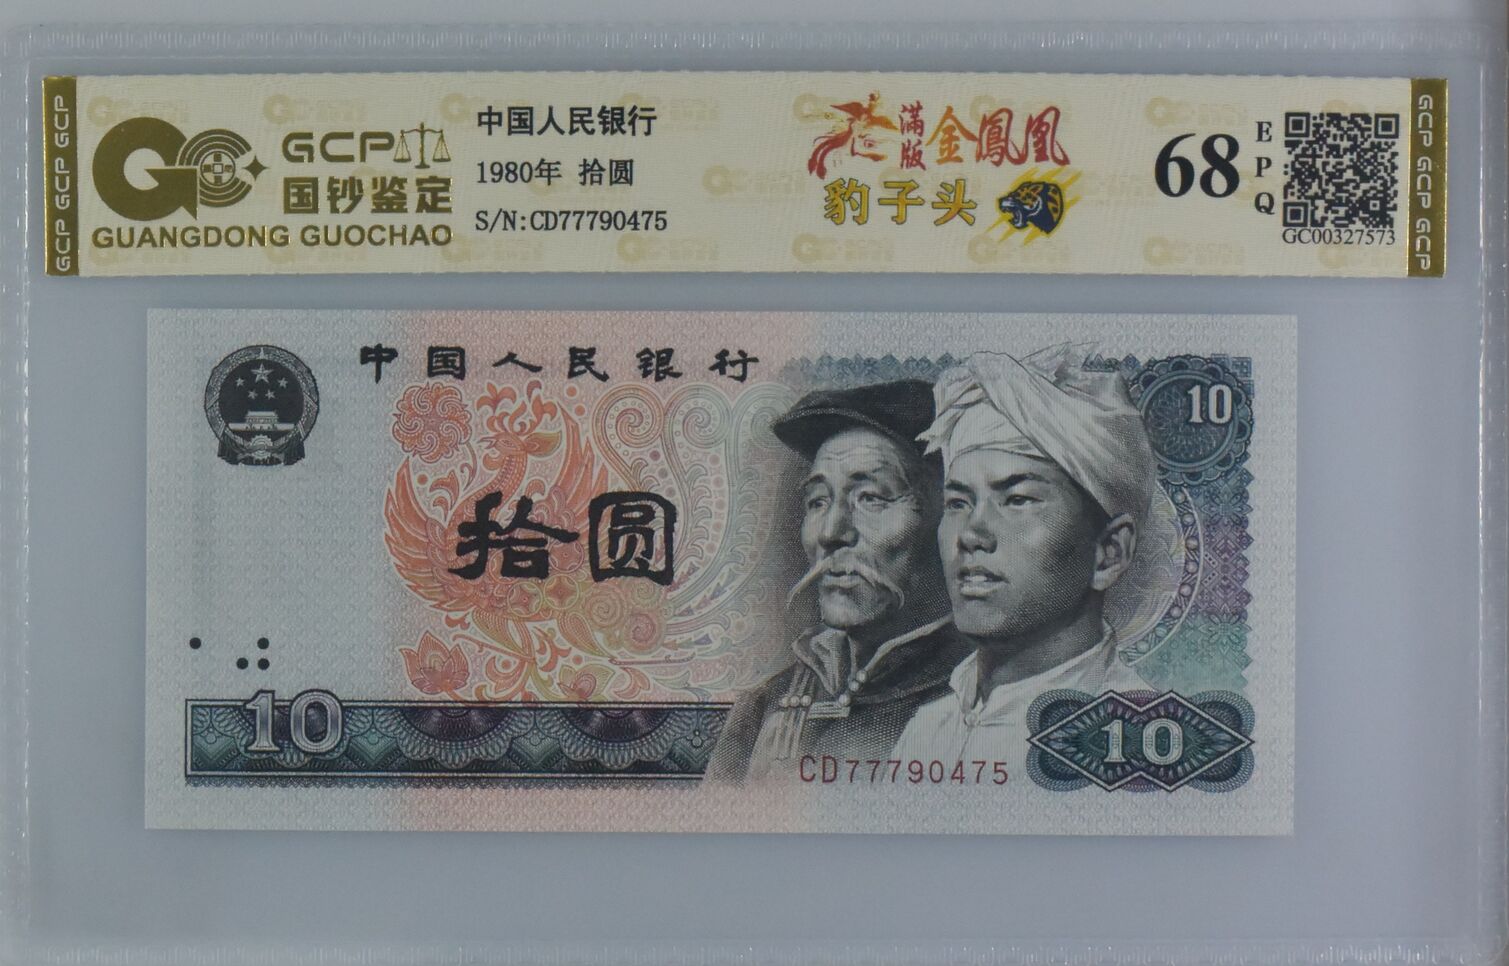 GCP GCP GCP
GCP
国钞鉴定
GUANGDONG GUOCHAO
中国人民银行
1980年 拾圆
S/N:CD77790475
满版
金鳳凰
豹子头
68
EPQ
GC00327573
GCP GCP GCP
中国人民银行
10
拾圆
10
CD77790475
10